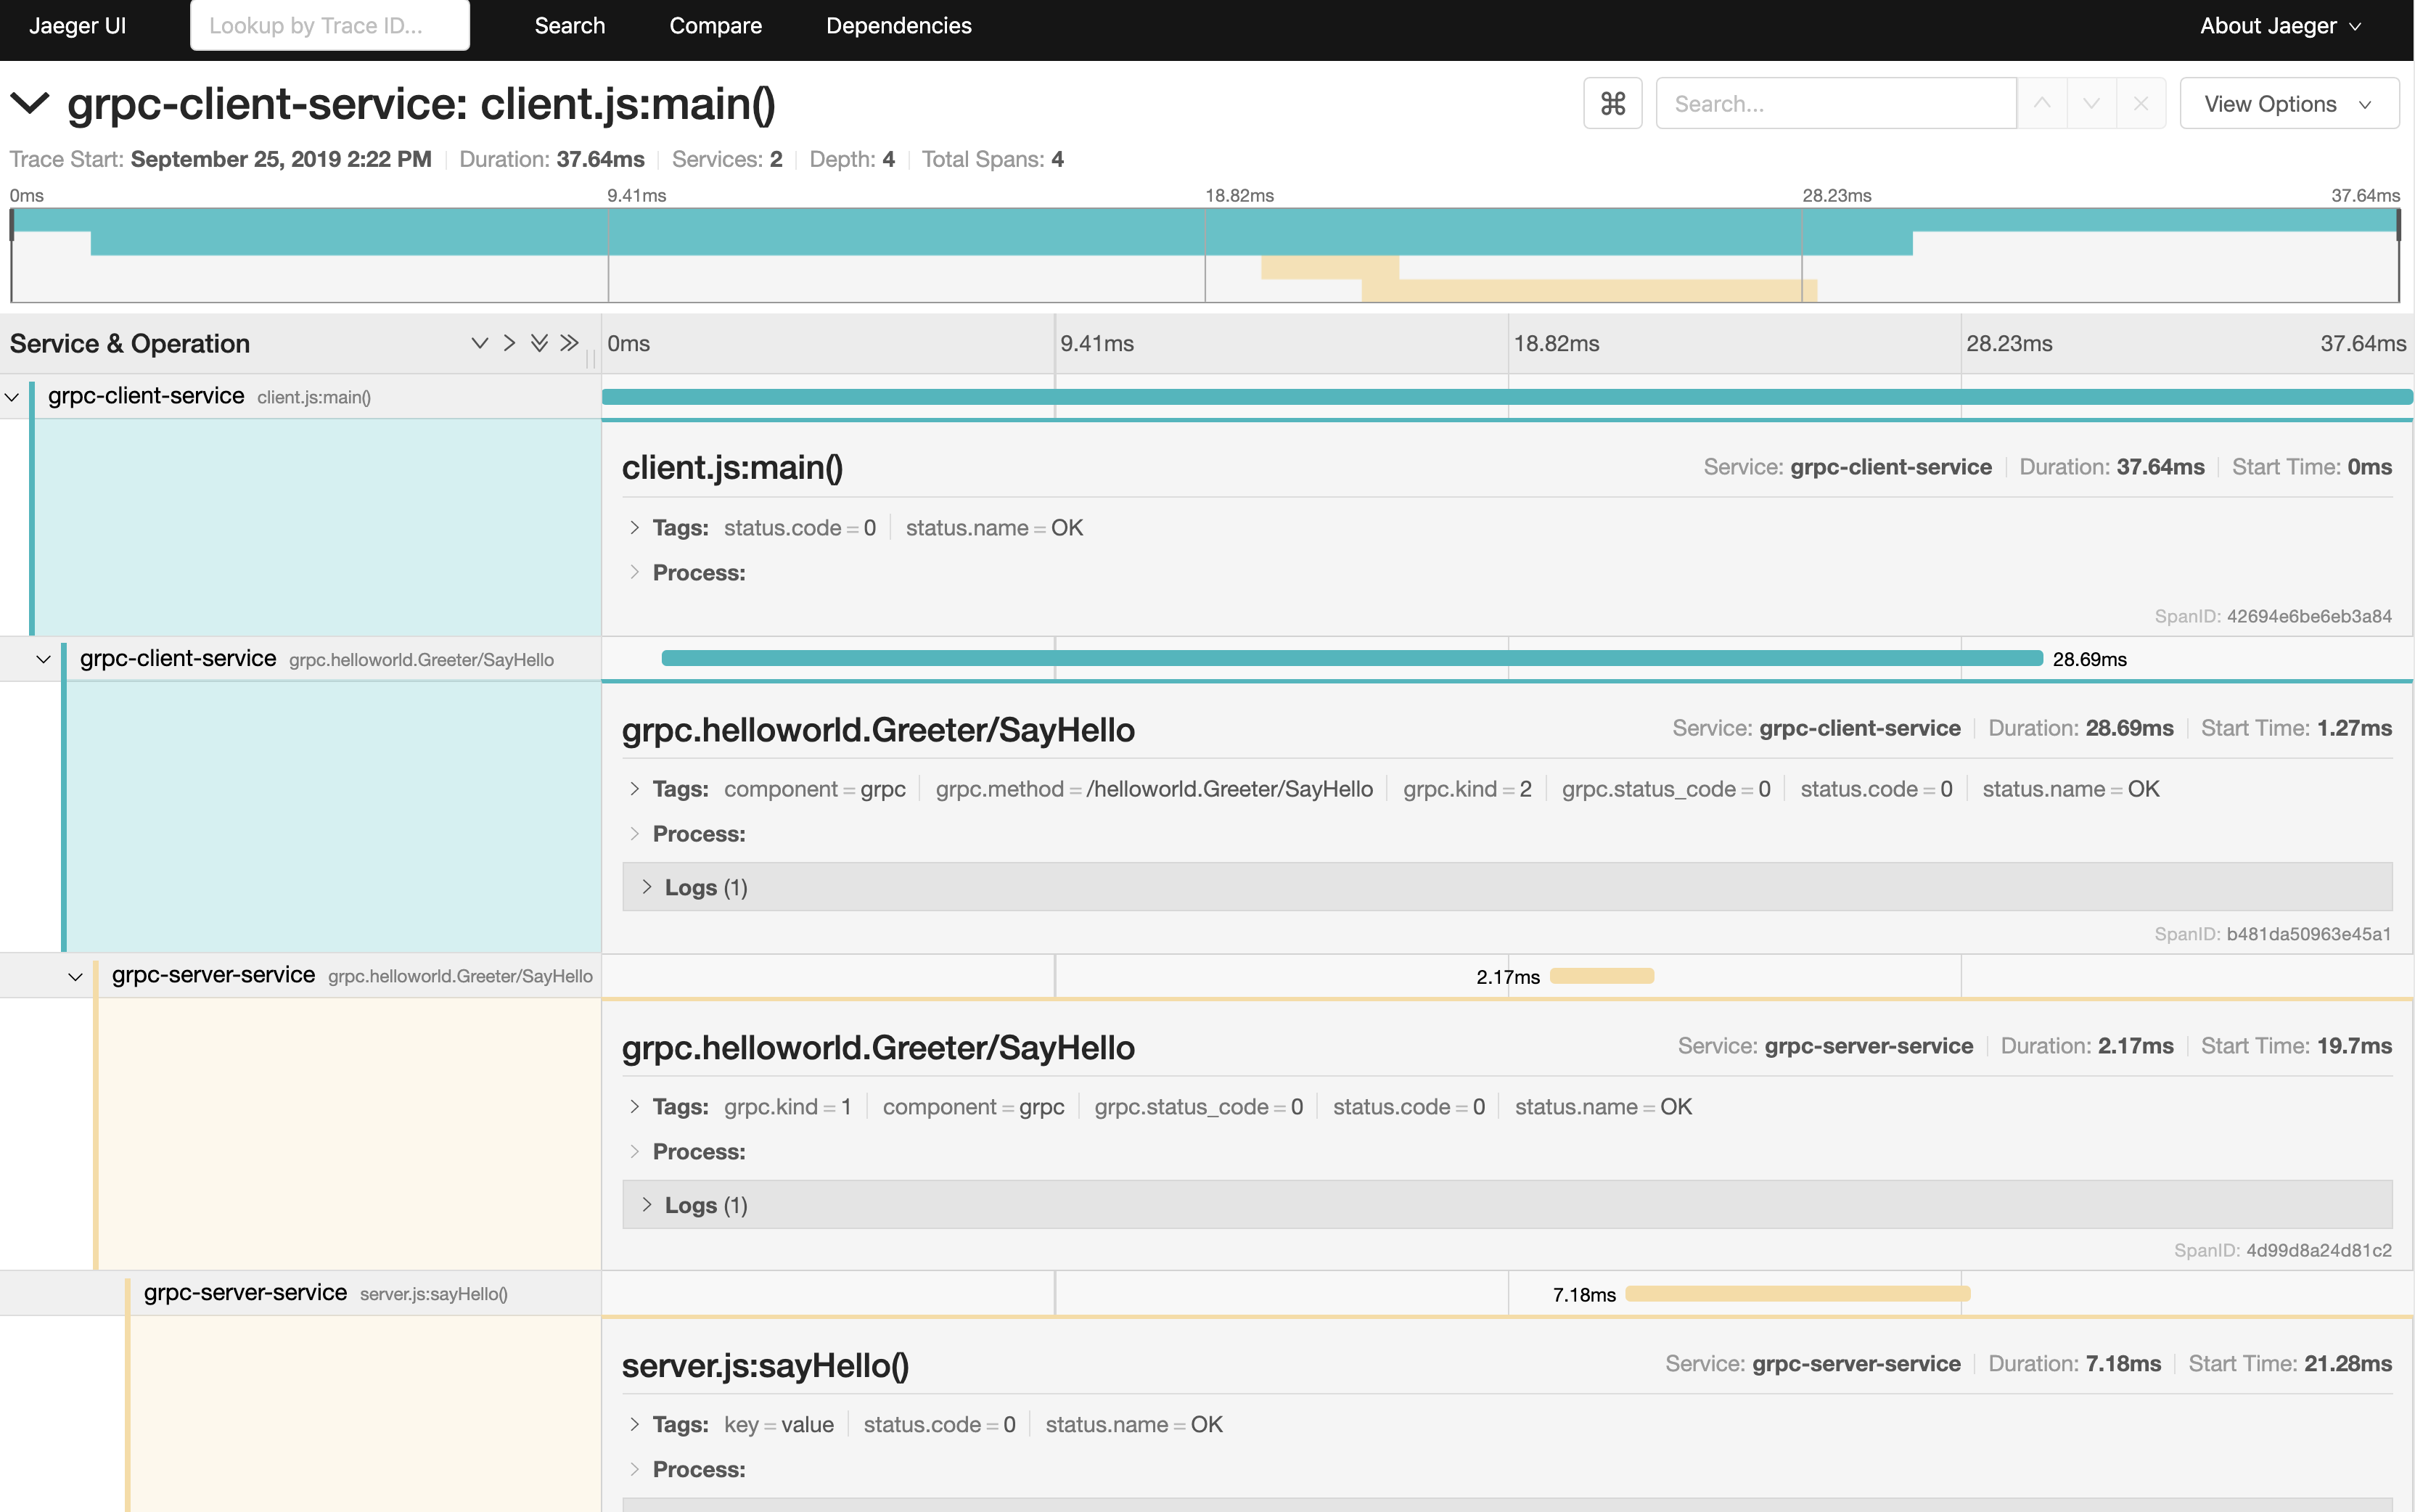 Jaeger UI Lookup by Trace ID... Search Compare Dependencies About Jaeger
grpc-client-service: client.js:main() ⌘ Search... View Options
Trace Start: September 25, 2019 2:22 PM Duration: 37.64ms Services: 2 Depth: 4 Total Spans: 4
0ms 9.41ms 18.82ms 28.23ms 37.64ms
Service & Operation 0ms 9.41ms 18.82ms 28.23ms 37.64ms
grpc-client-service client.js:main()
client.js:main() Service: grpc-client-service Duration: 37.64ms Start Time: 0ms
Tags: status.code = 0 status.name = OK
Process:
SpanID: 42694e6be6eb3a84
grpc-client-service grpc.helloworld.Greeter/SayHello 28.69ms
grpc.helloworld.Greeter/SayHello Service: grpc-client-service Duration: 28.69ms Start Time: 1.27ms
Tags: component = grpc grpc.method = /helloworld.Greeter/SayHello grpc.kind = 2 grpc.status_code = 0 status.code = 0 status.name = OK
Process:
Logs (1)
SpanID: b481da50963e45a1
grpc-server-service grpc.helloworld.Greeter/SayHello 2.17ms
grpc.helloworld.Greeter/SayHello Service: grpc-server-service Duration: 2.17ms Start Time: 19.7ms
Tags: grpc.kind = 1 component = grpc grpc.status_code = 0 status.code = 0 status.name = OK
Process:
Logs (1)
SpanID: 4d99d8a24d81c2
grpc-server-service server.js:sayHello() 7.18ms
server.js:sayHello() Service: grpc-server-service Duration: 7.18ms Start Time: 21.28ms
Tags: key = value status.code = 0 status.name = OK
Process: